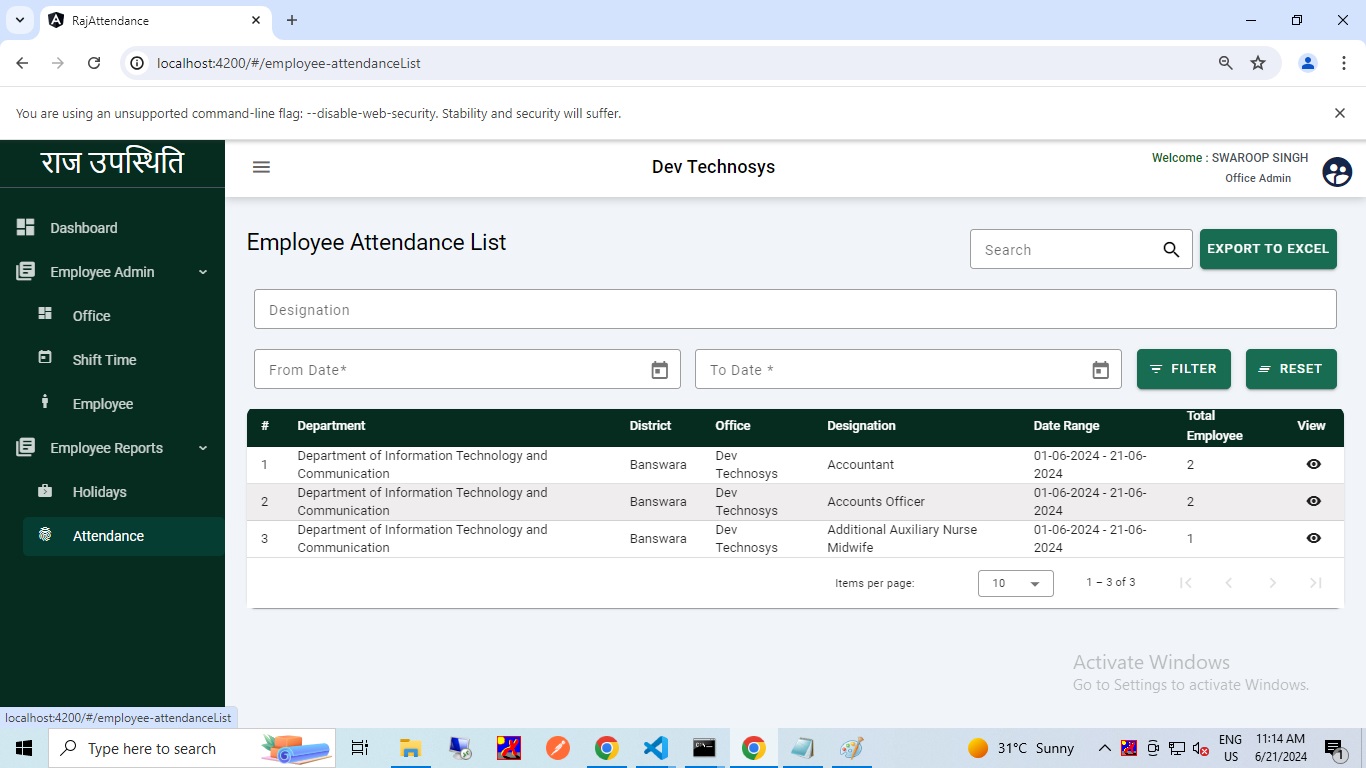 RajAttendance
localhost:4200/#/employee-attendanceList
You are using an unsupported command-line flag: --disable-web-security. Stability and security will suffer.
राज उपस्थिति
Dev Technosys
Welcome : SWAROOP SINGH
Office Admin
Dashboard
Employee Admin
Office
Shift Time
Employee
Employee Reports
Holidays
Attendance
Employee Attendance List
Search
EXPORT TO EXCEL
Designation
From Date*
To Date *
FILTER
RESET
# Department District Office Designation Date Range Total Employee View
1 Department of Information Technology and Communication Banswara Dev Technosys Accountant 01-06-2024 - 21-06-2024 2
2 Department of Information Technology and Communication Banswara Dev Technosys Accounts Officer 01-06-2024 - 21-06-2024 2
3 Department of Information Technology and Communication Banswara Dev Technosys Additional Auxiliary Nurse Midwife 01-06-2024 - 21-06-2024 1
Items per page: 10 1 – 3 of 3
Activate Windows
Go to Settings to activate Windows.
localhost:4200/#/employee-attendanceList
Type here to search
31°C Sunny
ENG
US
11:14 AM
6/21/2024
1